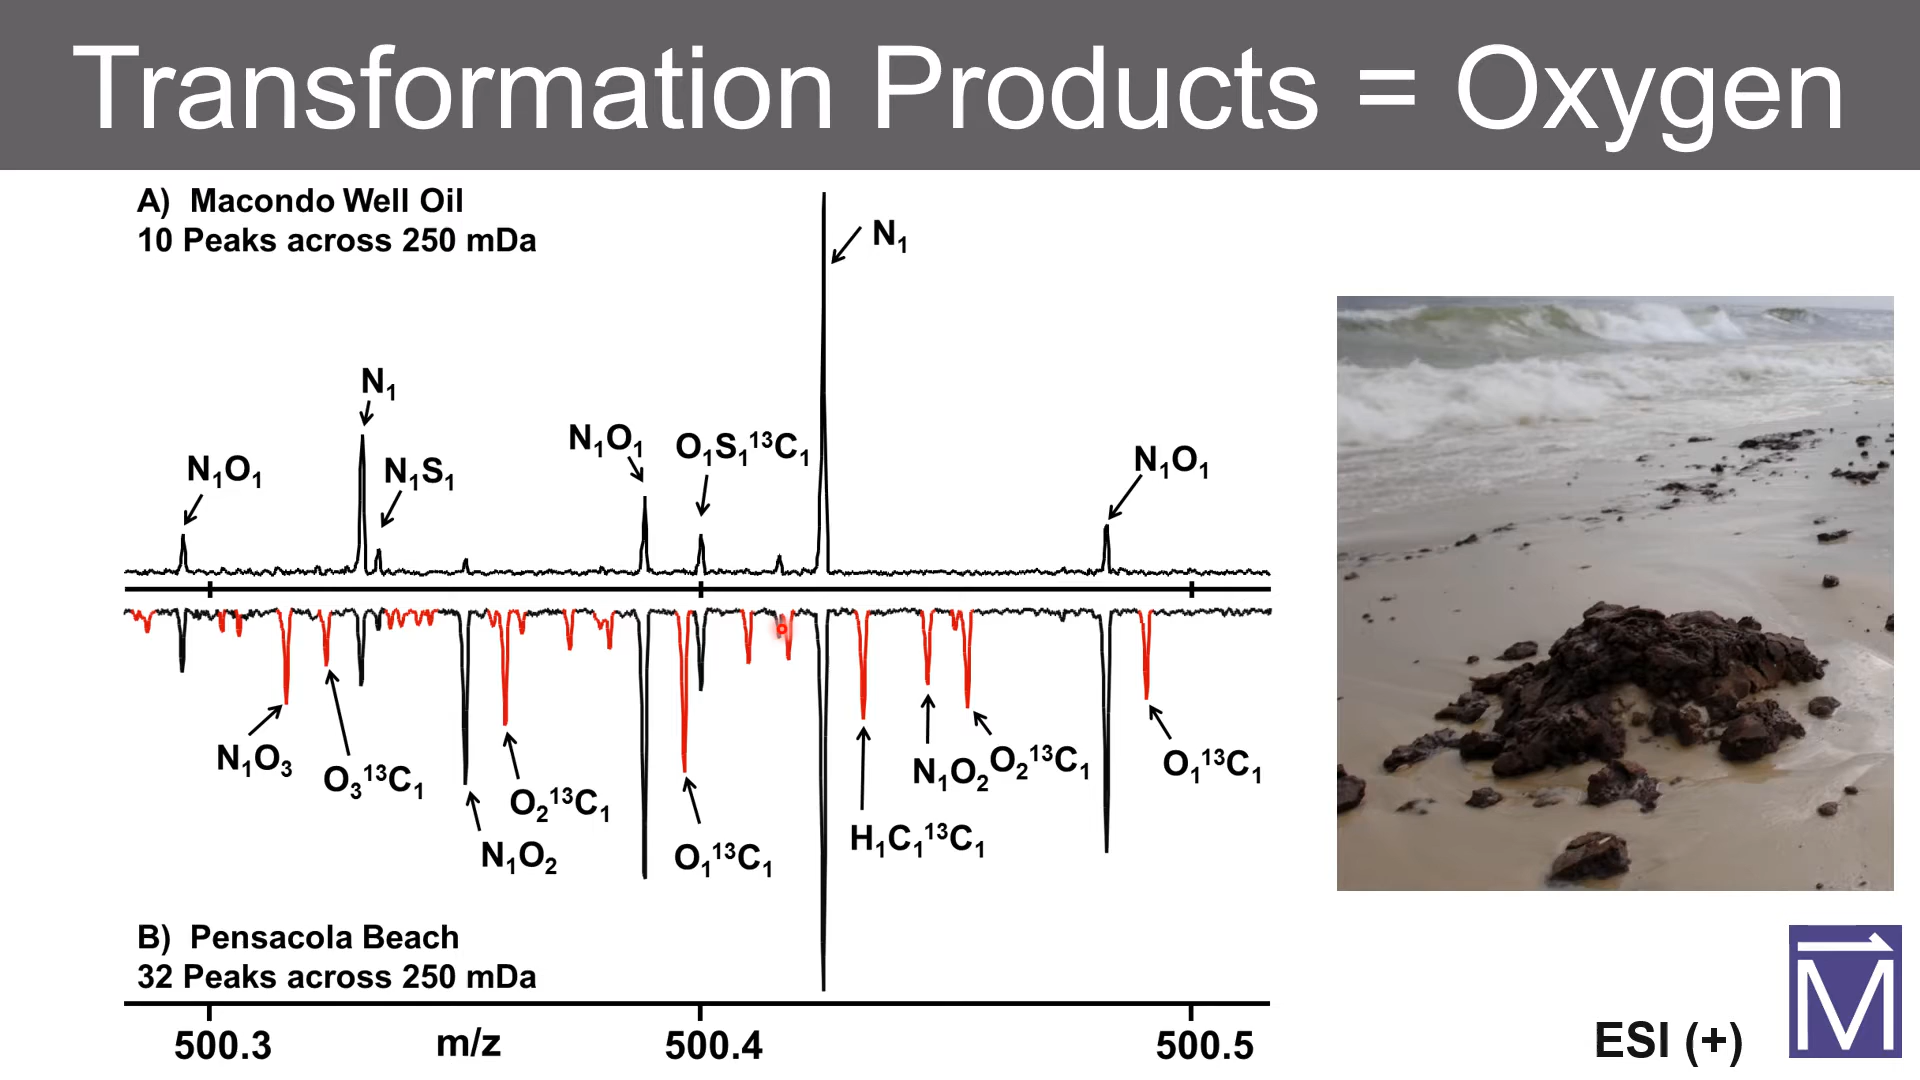 Transformation Products = Oxygen
A) Macondo Well Oil
10 Peaks across 250 mDa
N₁
N₁
N₁O₁
N₁S₁
N₁O₁
O₁S₁¹³C₁
N₁O₁
N₁O₃
O₃¹³C₁
O₂¹³C₁
N₁O₂
O₁¹³C₁
H₁C₁¹³C₁
N₁O₂
O₂¹³C₁
O₁¹³C₁
B) Pensacola Beach
32 Peaks across 250 mDa
500.3
m/z
500.4
500.5
ESI (+)
M